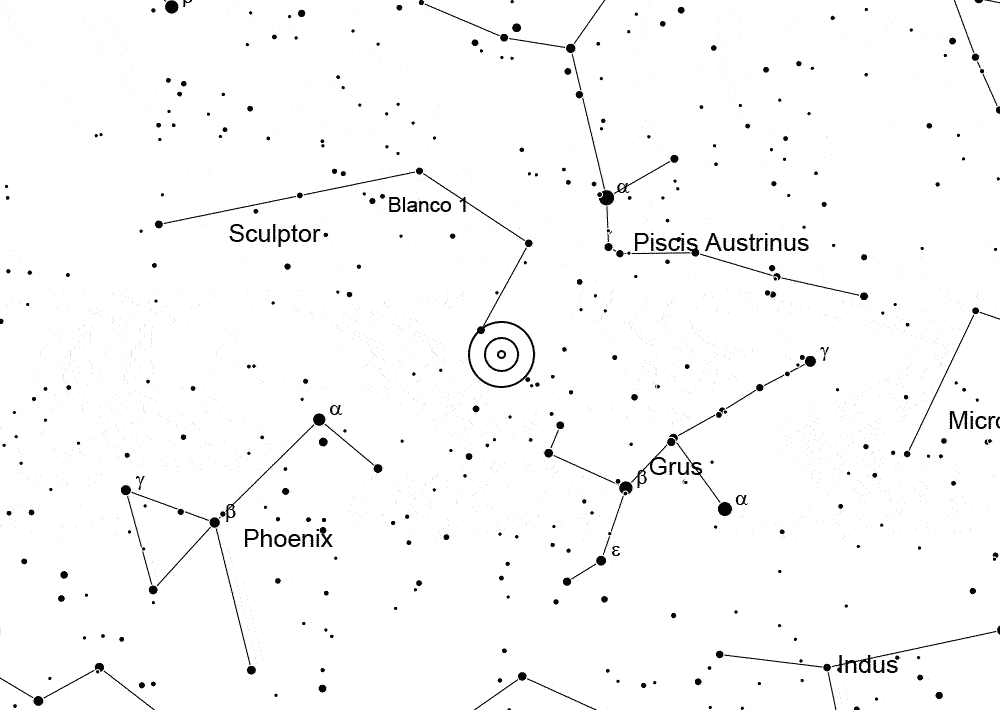 β
α
Blanco 1
Sculptor
Piscis Austrinus
γ
α
Micro
γ
β
Grus
β
α
Phoenix
ε
Indus